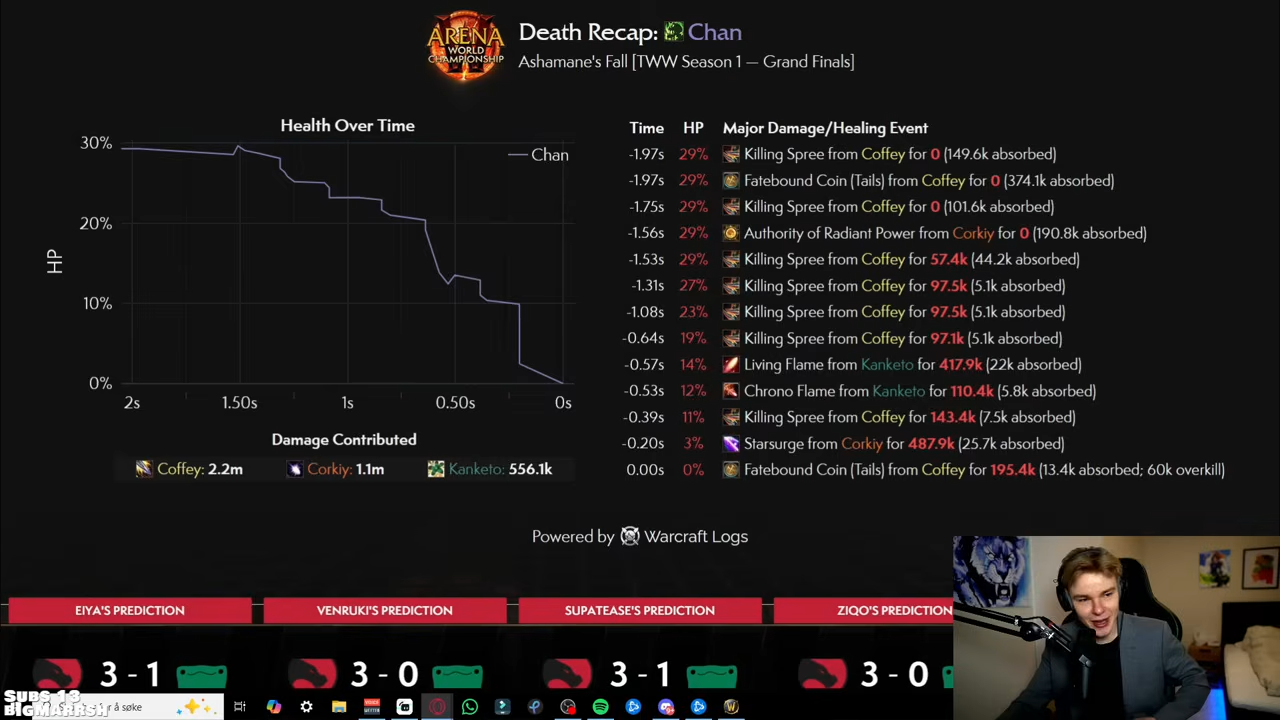 ARENA
WORLD
CHAMPIONSHIP
Death Recap: Chan
Ashamane's Fall [TWW Season 1 — Grand Finals]
Health Over Time
30%
20%
10%
0%
HP
Chan
2s 1.50s 1s 0.50s 0s
Damage Contributed
Coffey: 2.2m Corkiy: 1.1m Kanketo: 556.1k
Time HP Major Damage/Healing Event
-1.97s 29% Killing Spree from Coffey for 0 (149.6k absorbed)
-1.97s 29% Fatebound Coin (Tails) from Coffey for 0 (374.1k absorbed)
-1.75s 29% Killing Spree from Coffey for 0 (101.6k absorbed)
-1.56s 29% Authority of Radiant Power from Corkiy for 0 (190.8k absorbed)
-1.53s 29% Killing Spree from Coffey for 57.4k (44.2k absorbed)
-1.31s 27% Killing Spree from Coffey for 97.5k (5.1k absorbed)
-1.08s 23% Killing Spree from Coffey for 97.5k (5.1k absorbed)
-0.64s 19% Killing Spree from Coffey for 97.1k (5.1k absorbed)
-0.57s 14% Living Flame from Kanketo for 417.9k (22k absorbed)
-0.53s 12% Chrono Flame from Kanketo for 110.4k (5.8k absorbed)
-0.39s 11% Killing Spree from Coffey for 143.4k (7.5k absorbed)
-0.20s 3% Starsurge from Corkiy for 487.9k (25.7k absorbed)
0.00s 0% Fatebound Coin (Tails) from Coffey for 195.4k (13.4k absorbed; 60k overkill)
Powered by Warcraft Logs
EIYA'S PREDICTION VENRUKI'S PREDICTION SUPATEASE'S PREDICTION ZIQO'S PREDICTION
3 - 1 3 - 0 3 - 1 3 - 0
SUBS 13
å søke